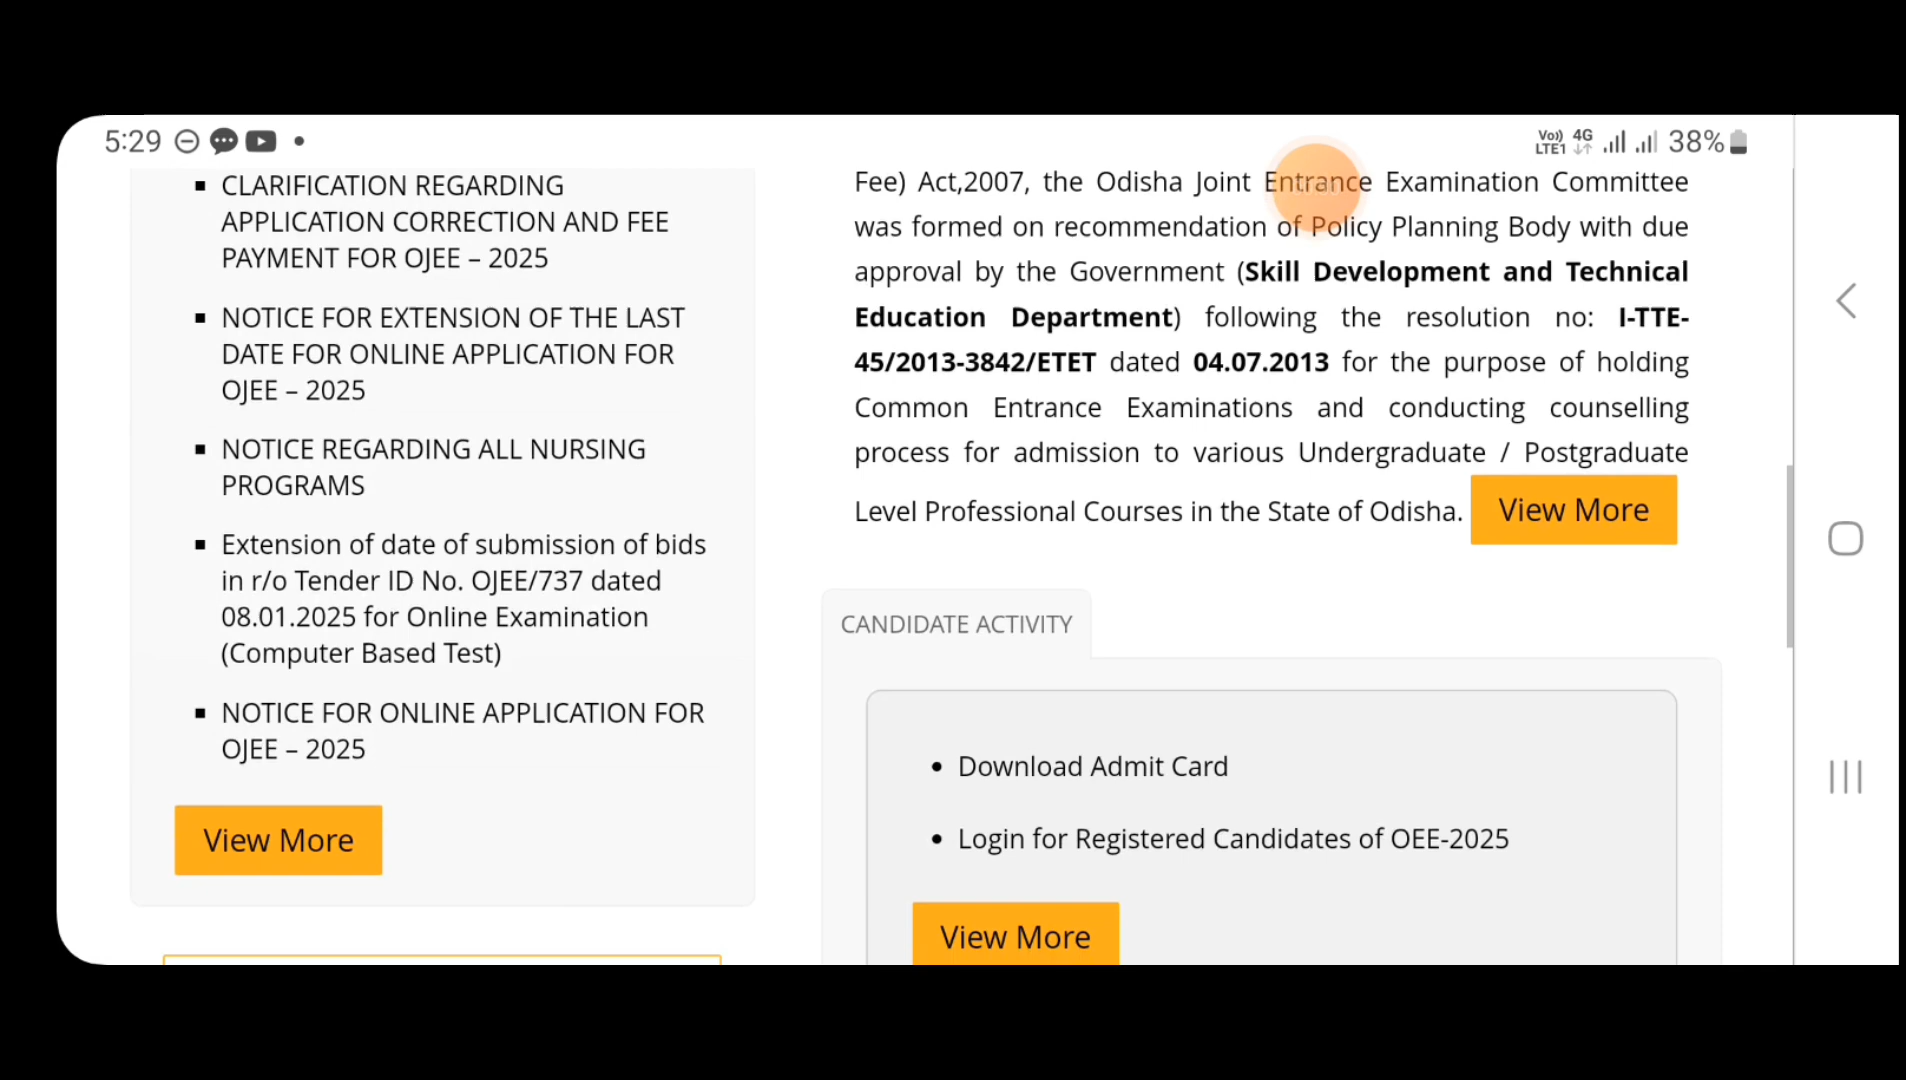 5:29
Vo)) 4G
LTE1
38%
CLARIFICATION REGARDING
APPLICATION CORRECTION AND FEE
PAYMENT FOR OJEE – 2025
NOTICE FOR EXTENSION OF THE LAST
DATE FOR ONLINE APPLICATION FOR
OJEE – 2025
NOTICE REGARDING ALL NURSING
PROGRAMS
Extension of date of submission of bids
in r/o Tender ID No. OJEE/737 dated
08.01.2025 for Online Examination
(Computer Based Test)
NOTICE FOR ONLINE APPLICATION FOR
OJEE – 2025
View More
Fee) Act,2007, the Odisha Joint Entrance Examination Committee
was formed on recommendation of Policy Planning Body with due
approval by the Government (Skill Development and Technical
Education Department) following the resolution no: I-TTE-
45/2013-3842/ETET dated 04.07.2013 for the purpose of holding
Common Entrance Examinations and conducting counselling
process for admission to various Undergraduate / Postgraduate
Level Professional Courses in the State of Odisha. View More
CANDIDATE ACTIVITY
Download Admit Card
Login for Registered Candidates of OEE-2025
View More